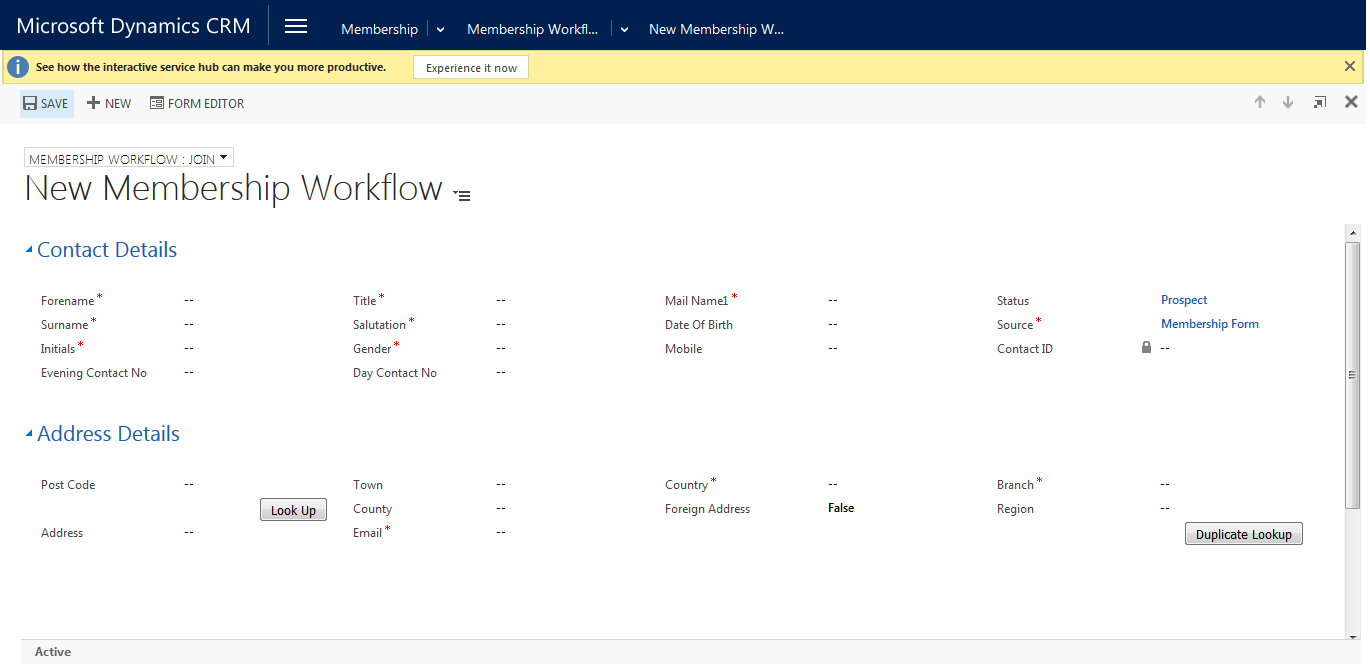 Microsoft Dynamics CRM Membership Membership Workfl... New Membership W...
See how the interactive service hub can make you more productive. Experience it now
SAVE NEW FORM EDITOR
MEMBERSHIP WORKFLOW : JOIN
New Membership Workflow
Contact Details
Forename* -- Title* -- Mail Name1* -- Status Prospect
Surname* -- Salutation* -- Date Of Birth -- Source* Membership Form
Initials* -- Gender* -- Mobile -- Contact ID --
Evening Contact No -- Day Contact No --
Address Details
Post Code -- Town -- Country* -- Branch* --
Look Up County -- Foreign Address False Region --
Address -- Email* -- Duplicate Lookup
Active